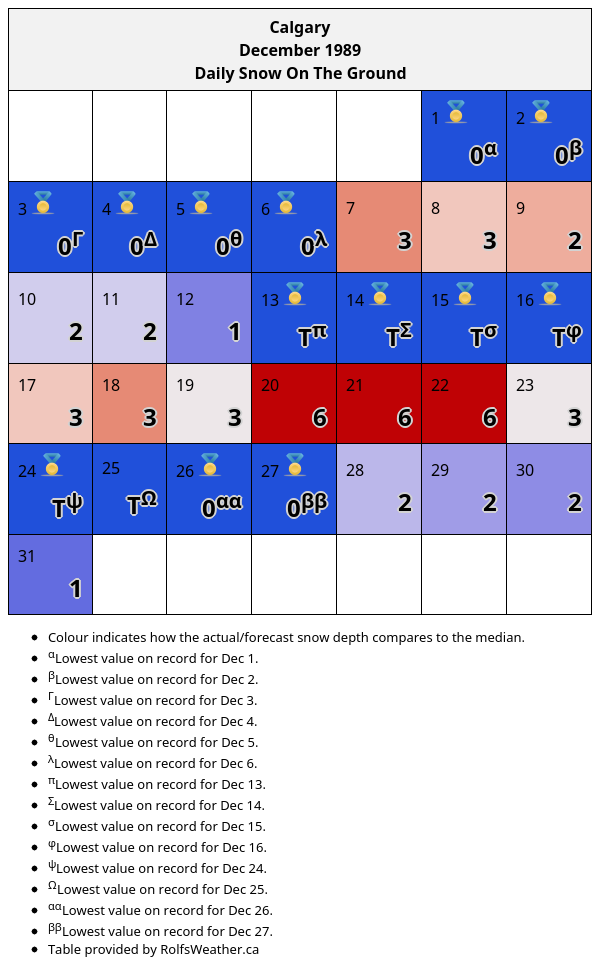 Calgary
December 1989
Daily Snow On The Ground
1 2
0α 0β
3 4 5 6 7 8 9
0Γ 0Δ 0θ 0λ 3 3 2
10 11 12 13 14 15 16
2 2 1 Tπ TΣ Tσ Tφ
17 18 19 20 21 22 23
3 3 3 6 6 6 3
24 25 26 27 28 29 30
Tψ TΩ 0αα 0ββ 2 2 2
31
1
• Colour indicates how the actual/forecast snow depth compares to the median.
• αLowest value on record for Dec 1.
• βLowest value on record for Dec 2.
• ΓLowest value on record for Dec 3.
• ΔLowest value on record for Dec 4.
• θLowest value on record for Dec 5.
• λLowest value on record for Dec 6.
• πLowest value on record for Dec 13.
• ΣLowest value on record for Dec 14.
• σLowest value on record for Dec 15.
• φLowest value on record for Dec 16.
• ψLowest value on record for Dec 24.
• ΩLowest value on record for Dec 25.
• ααLowest value on record for Dec 26.
• ββLowest value on record for Dec 27.
• Table provided by RolfsWeather.ca